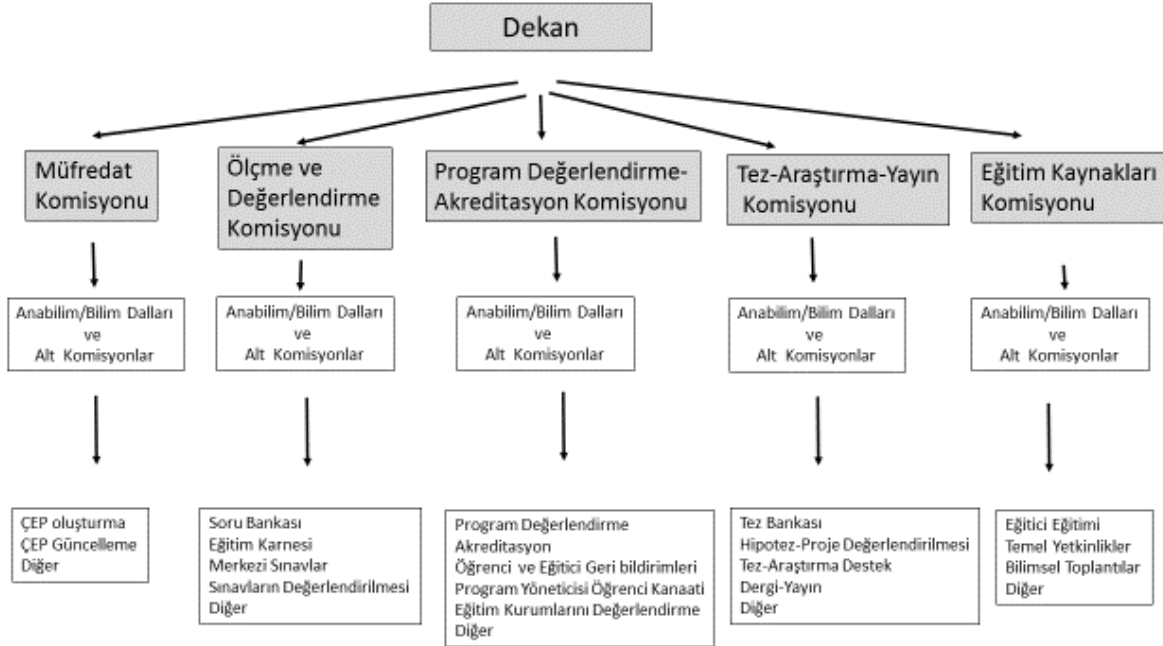 Dekan
Müfredat
Komisyonu
Ölçme ve
Değerlendirme
Komisyonu
Program Değerlendirme-
Akreditasyon Komisyonu
Tez-Araştırma-Yayın
Komisyonu
Eğitim Kaynakları
Komisyonu
Anabilim/Bilim Dalları
ve
Alt Komisyonlar
Anabilim/Bilim Dalları
ve
Alt Komisyonlar
Anabilim/Bilim Dalları
ve
Alt Komisyonlar
Anabilim/Bilim Dalları
ve
Alt Komisyonlar
Anabilim/Bilim Dalları
ve
Alt Komisyonlar
ÇEP oluşturma
ÇEP Güncelleme
Diğer
Soru Bankası
Eğitim Karnesi
Merkezi Sınavlar
Sınavların Değerlendirilmesi
Diğer
Program Değerlendirme
Akreditasyon
Öğrenci ve Eğitici Geri bildirimleri
Program Yöneticisi Öğrenci Kanaati
Eğitim Kurumlarını Değerlendirme
Diğer
Tez Bankası
Hipotez-Proje Değerlendirilmesi
Tez-Araştırma Destek
Dergi-Yayın
Diğer
Eğitici Eğitimi
Temel Yetkinlikler
Bilimsel Toplantılar
Diğer